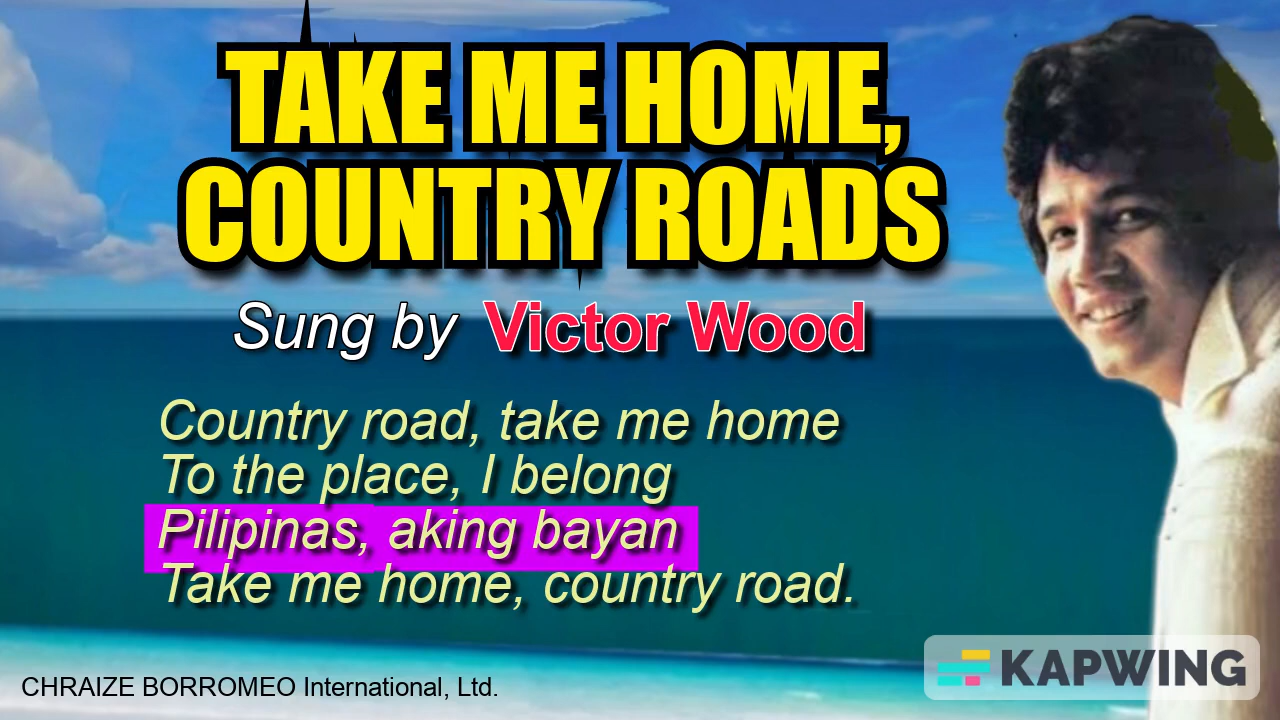 TAKE ME HOME,
COUNTRY ROADS
Sung by Victor Wood
Country road, take me home
To the place, I belong
Pilipinas, aking bayan
Take me home, country road.
KAPWING
CHRAIZE BORROMEO International, Ltd.